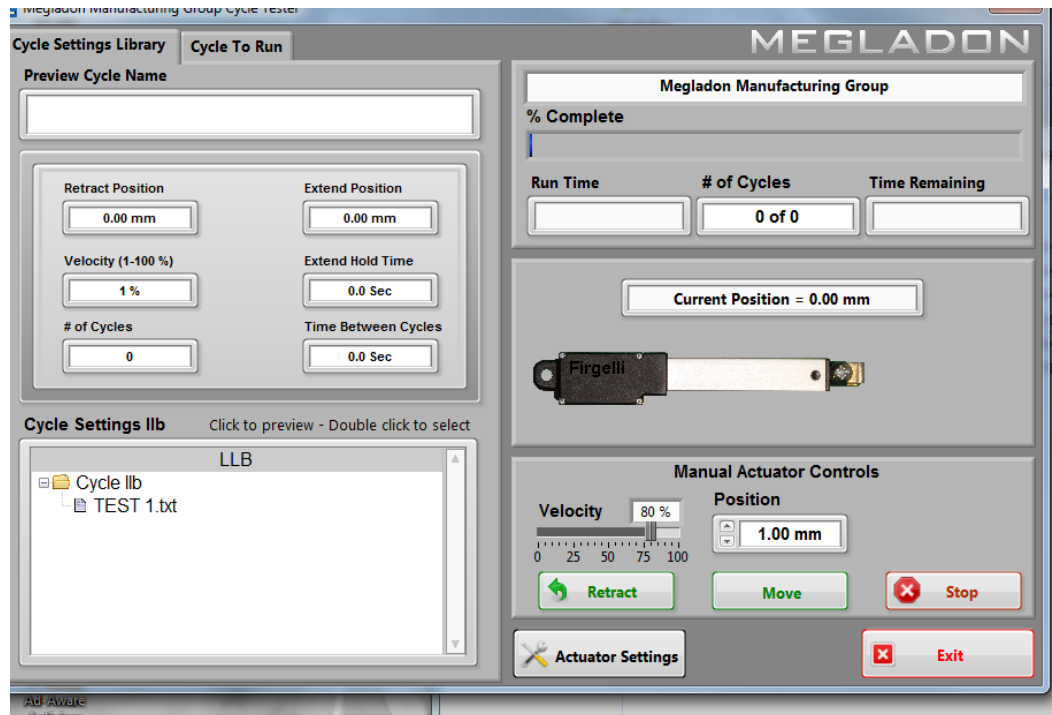 Megladon Manufacturing Group Cycle Tester
Cycle Settings Library
Cycle To Run
MEGLADON
Preview Cycle Name
Megladon Manufacturing Group
% Complete
Run Time
# of Cycles
Time Remaining
0 of 0
Retract Position
Extend Position
0.00 mm
0.00 mm
Velocity (1-100 %)
Extend Hold Time
1 %
0.0 Sec
# of Cycles
Time Between Cycles
0
0.0 Sec
Current Position = 0.00 mm
Firgelli
Cycle Settings llb
Click to preview - Double click to select
LLB
Cycle llb
TEST 1.txt
Manual Actuator Controls
Velocity
80 %
Position
1.00 mm
0 25 50 75 100
Retract
Move
Stop
Actuator Settings
Exit
Ad-Aware